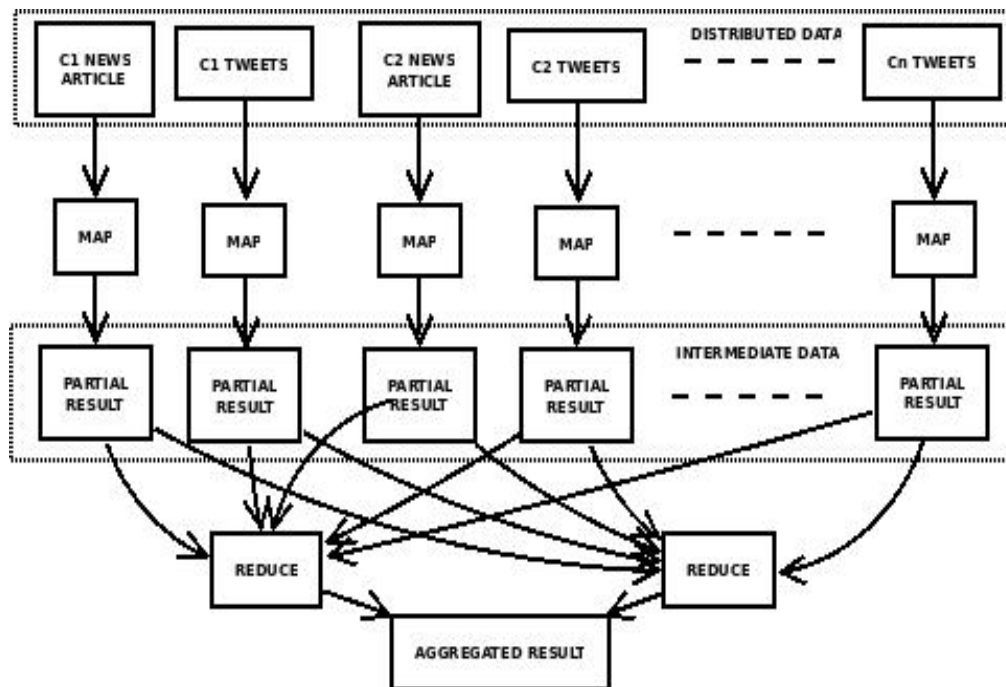 DISTRIBUTED DATA
C1 NEWS
ARTICLE
C1 TWEETS
C2 NEWS
ARTICLE
C2 TWEETS
Cn TWEETS
MAP
MAP
MAP
MAP
MAP
INTERMEDIATE DATA
PARTIAL
RESULT
PARTIAL
RESULT
PARTIAL
RESULT
PARTIAL
RESULT
PARTIAL
RESULT
REDUCE
REDUCE
AGGREGATED RESULT